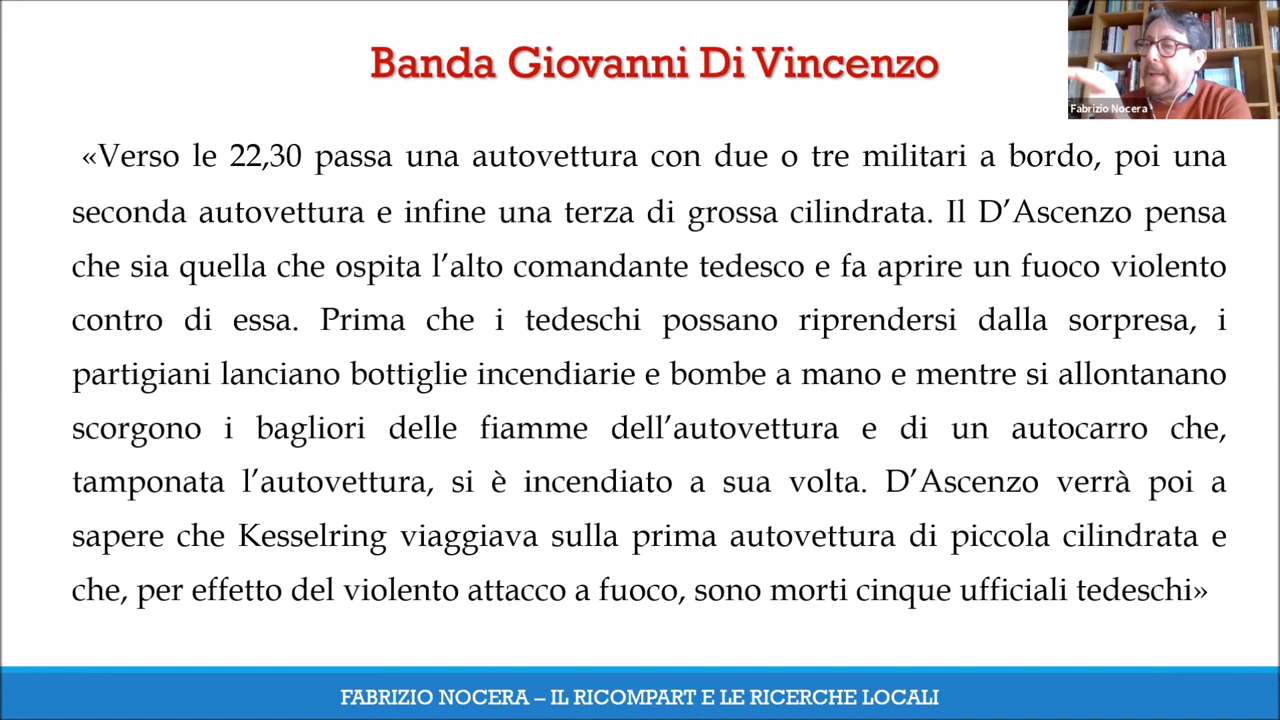 Banda Giovanni Di Vincenzo
Fabrizio Nocera
«Verso le 22,30 passa una autovettura con due o tre militari a bordo, poi una
seconda autovettura e infine una terza di grossa cilindrata. Il D’Ascenzo pensa
che sia quella che ospita l’alto comandante tedesco e fa aprire un fuoco violento
contro di essa. Prima che i tedeschi possano riprendersi dalla sorpresa, i
partigiani lanciano bottiglie incendiarie e bombe a mano e mentre si allontanano
scorgono i bagliori delle fiamme dell’autovettura e di un autocarro che,
tamponata l’autovettura, si è incendiato a sua volta. D’Ascenzo verrà poi a
sapere che Kesselring viaggiava sulla prima autovettura di piccola cilindrata e
che, per effetto del violento attacco a fuoco, sono morti cinque ufficiali tedeschi»
FABRIZIO NOCERA – IL RICOMPART E LE RICERCHE LOCALI